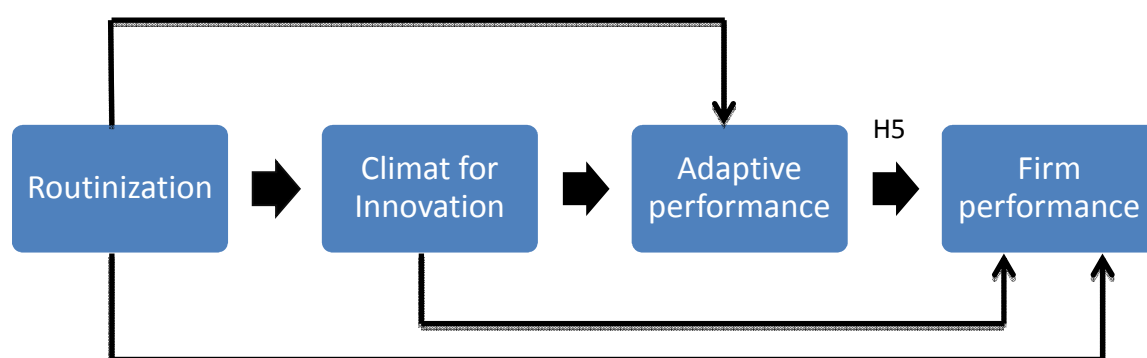 Routinization
Climat for
Innovation
Adaptive
performance
H5
Firm
performance